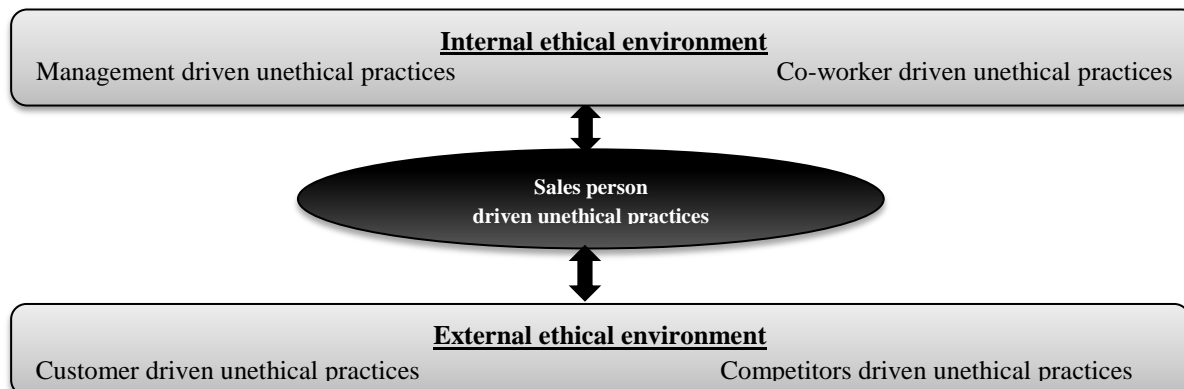 Internal ethical environment
Management driven unethical practices Co-worker driven unethical practices
Sales person
driven unethical practices
External ethical environment
Customer driven unethical practices Competitors driven unethical practices